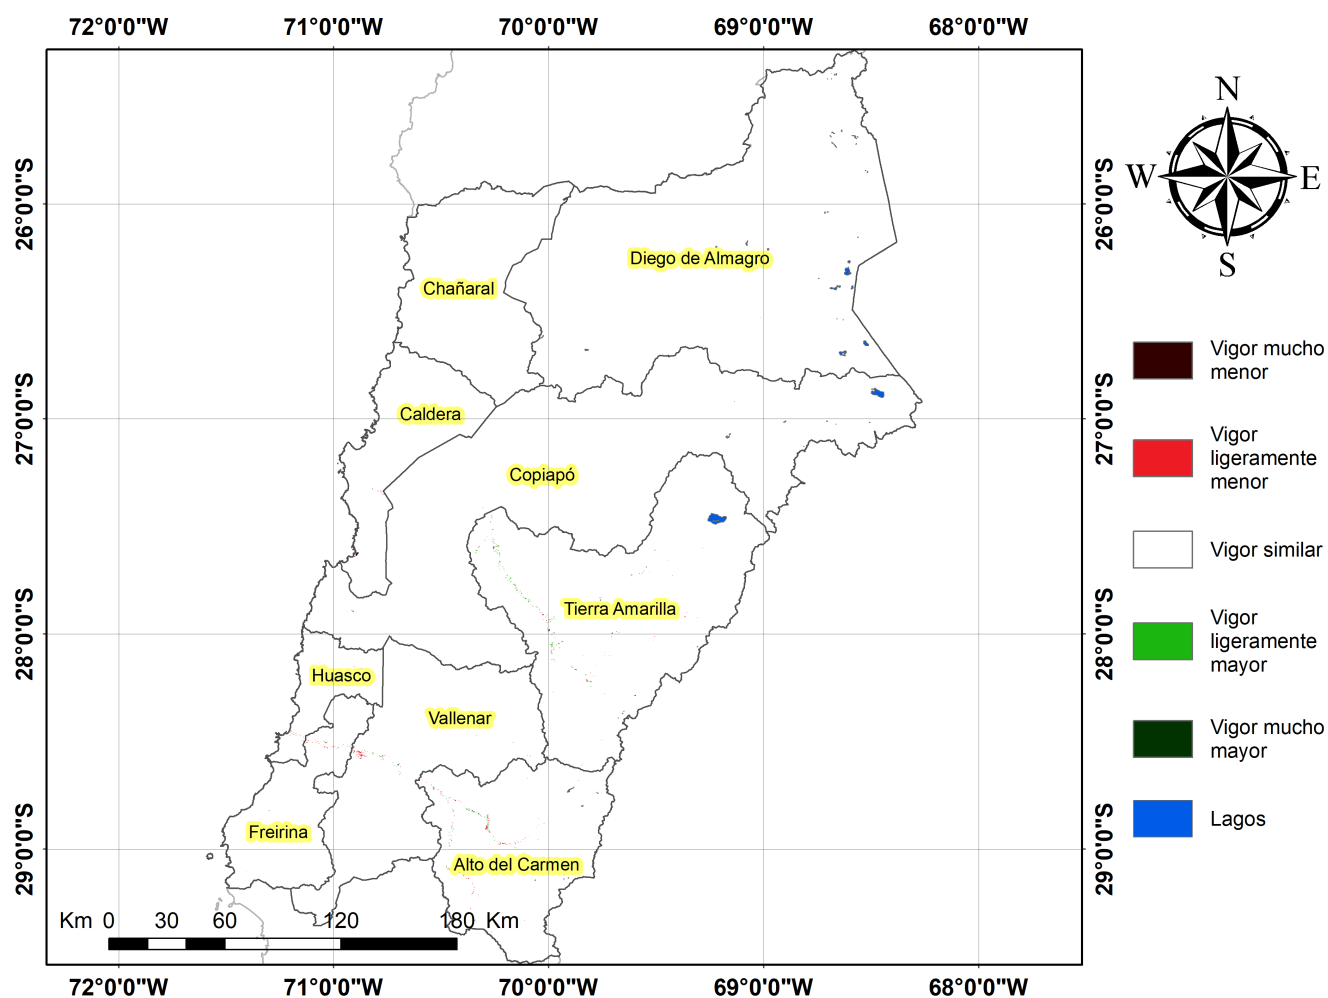 72°0'0"W 71°0'0"W 70°0'0"W 69°0'0"W 68°0'0"W
26°0'0"S
27°0'0"S
28°0'0"S
29°0'0"S
Diego de Almagro
Chañaral
Caldera
Copiapó
Tierra Amarilla
Huasco
Vallenar
Freirina
Alto del Carmen
Km 0 30 60 120 180 Km
26°0'0"S
27°0'0"S
28°0'0"S
29°0'0"S
72°0'0"W 71°0'0"W 70°0'0"W 69°0'0"W 68°0'0"W
N
W E
S
Vigor mucho
menor
Vigor
ligeramente
menor
Vigor similar
Vigor
ligeramente
mayor
Vigor mucho
mayor
Lagos